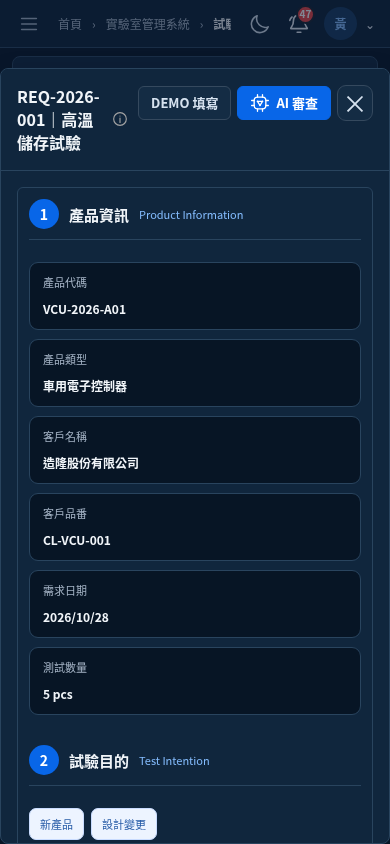 首頁 › 實驗室管理系統 › 試
47
黃
REQ-2026-
001｜高溫
儲存試驗
DEMO 填寫
AI 審查
1 產品資訊 Product Information
產品代碼
VCU-2026-A01
產品類型
車用電子控制器
客戶名稱
造隆股份有限公司
客戶品番
CL-VCU-001
需求日期
2026/10/28
測試數量
5 pcs
2 試驗目的 Test Intention
新產品
設計變更